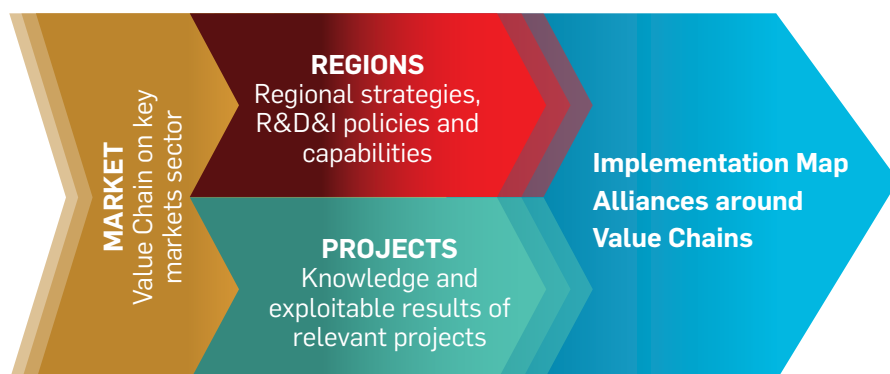 MARKET
Value Chain on key
markets sector
REGIONS
Regional strategies,
R&D&I policies and
capabilities
PROJECTS
Knowledge and
exploitable results of
relevant projects
Implementation Map
Alliances around
Value Chains